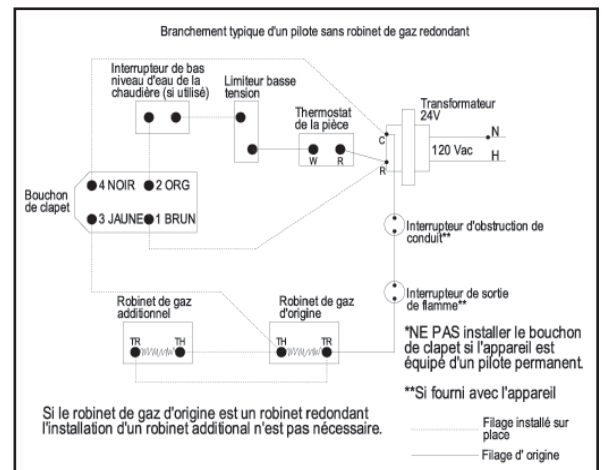 Branchement typique d'un pilote sans robinet de gaz redondant
Interrupteur de bas
niveau d'eau de la
chaudière (si utilisé)
Limiteur basse
tension
Thermostat
de la pièce
W R
Transformateur
24V
C
R
120 Vac
N
H
Bouchon
de clapet
4 NOIR 2 ORG
3 JAUNE 1 BRUN
Interrupteur d'obstruction de
conduit**
Interrupteur de sortie
de flamme**
Robinet de gaz
additionnel
TR TH
Robinet de gaz
d'origine
TH TR
*NE PAS installer le bouchon
de clapet si l'appareil est
équipé d'un pilote permanent.
**Si fourni avec l'appareil
Si le robinet de gaz d'origine est un robinet redondant
l'installation d'un robinet additional n'est pas nécessaire.
Filage installé sur
place
Filage d' origine